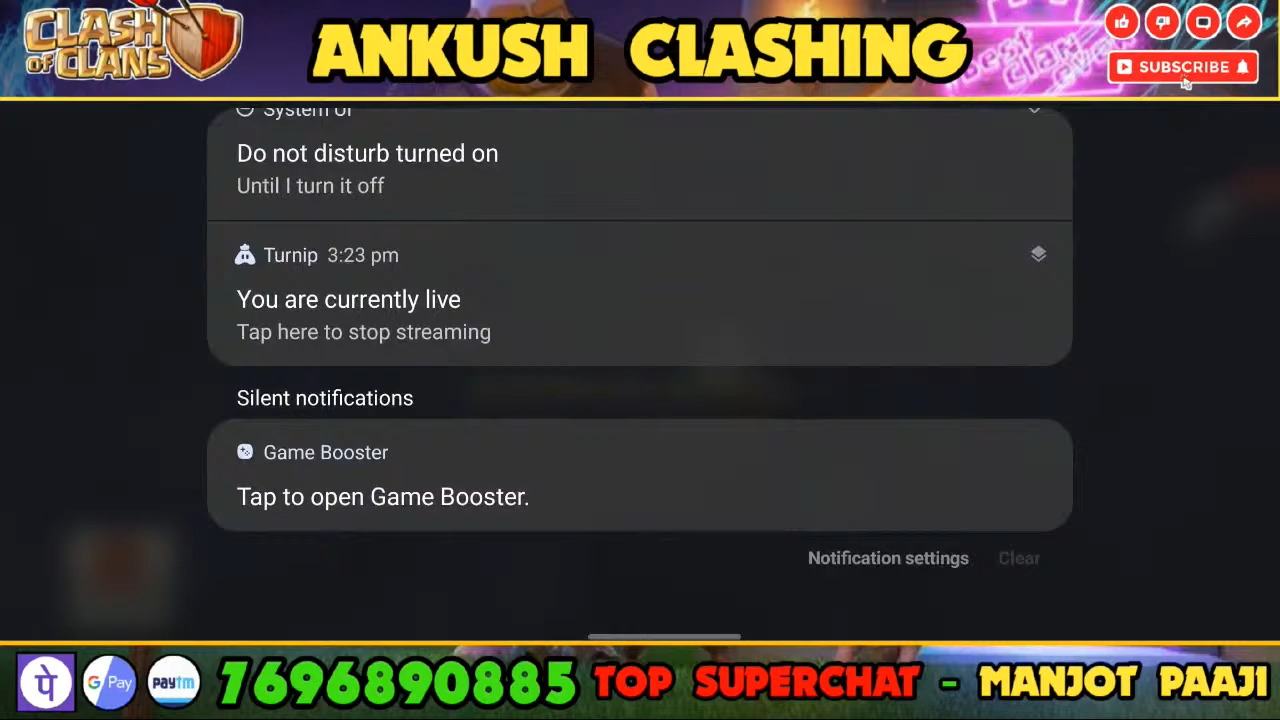 CLASH
OF CLANS
ANKUSH CLASHING
SUBSCRIBE
System UI
Do not disturb turned on
Until I turn it off
Turnip 3:23 pm
You are currently live
Tap here to stop streaming
Silent notifications
Game Booster
Tap to open Game Booster.
Notification settings Clear
पे G Pay paytm 7696890885 TOP SUPERCHAT - MANJOT PAAJI